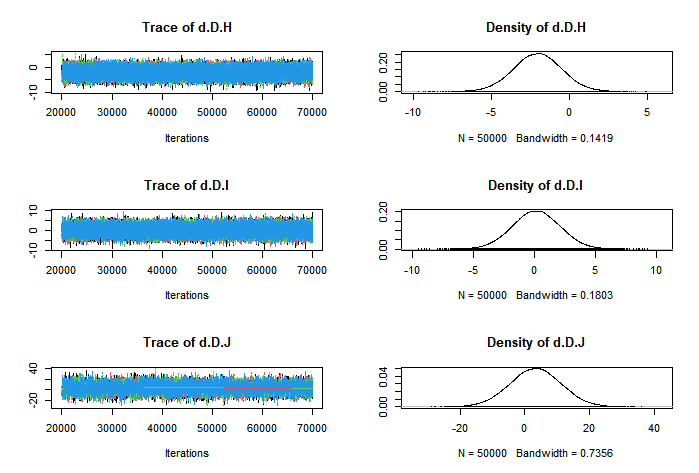 Trace of d.D.H
0
-10
20000 30000 40000 50000 60000 70000
Iterations
Density of d.D.H
0.20
0.00
-10 -5 0 5
N = 50000 Bandwidth = 0.1419
Trace of d.D.I
10
0
-10
20000 30000 40000 50000 60000 70000
Iterations
Density of d.D.I
0.20
0.00
-10 -5 0 5 10
N = 50000 Bandwidth = 0.1803
Trace of d.D.J
40
-20
20000 30000 40000 50000 60000 70000
Iterations
Density of d.D.J
0.04
0.00
-20 0 20 40
N = 50000 Bandwidth = 0.7356